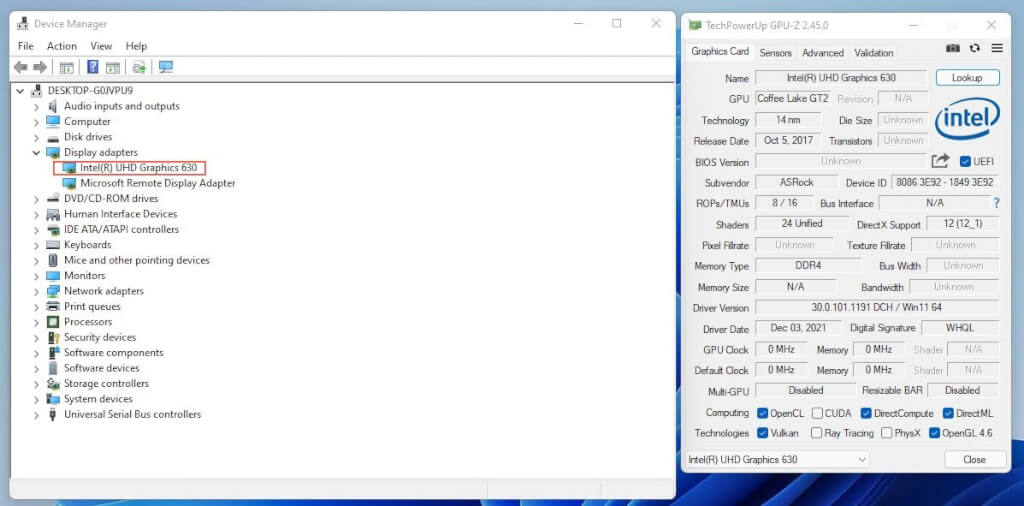 Device Manager
File Action View Help
DESKTOP-G0JVPU9
Audio inputs and outputs
Computer
Disk drives
Display adapters
Intel(R) UHD Graphics 630
Microsoft Remote Display Adapter
DVD/CD-ROM drives
Human Interface Devices
IDE ATA/ATAPI controllers
Keyboards
Mice and other pointing devices
Monitors
Network adapters
Print queues
Processors
Security devices
Software components
Software devices
Storage controllers
System devices
Universal Serial Bus controllers
TechPowerUp GPU-Z 2.45.0
Graphics Card Sensors Advanced Validation
Name Intel(R) UHD Graphics 630 Lookup
GPU Coffee Lake GT2 Revision N/A
intel
Technology 14 nm Die Size Unknown
Release Date Oct 5, 2017 Transistors Unknown
BIOS Version Unknown UEFI
Subvendor ASRock Device ID 8086 3E92 - 1849 3E92
ROPs/TMUs 8 / 16 Bus Interface N/A ?
Shaders 24 Unified DirectX Support 12 (12_1)
Pixel Fillrate Unknown Texture Fillrate Unknown
Memory Type DDR4 Bus Width Unknown
Memory Size N/A Bandwidth Unknown
Driver Version 30.0.101.1191 DCH / Win11 64
Driver Date Dec 03, 2021 Digital Signature WHQL
GPU Clock 0 MHz Memory 0 MHz Shader N/A
Default Clock 0 MHz Memory 0 MHz Shader N/A
Multi-GPU Disabled Resizable BAR Disabled
Computing OpenCL CUDA DirectCompute DirectML
Technologies Vulkan Ray Tracing PhysX OpenGL 4.6
Intel(R) UHD Graphics 630 Close